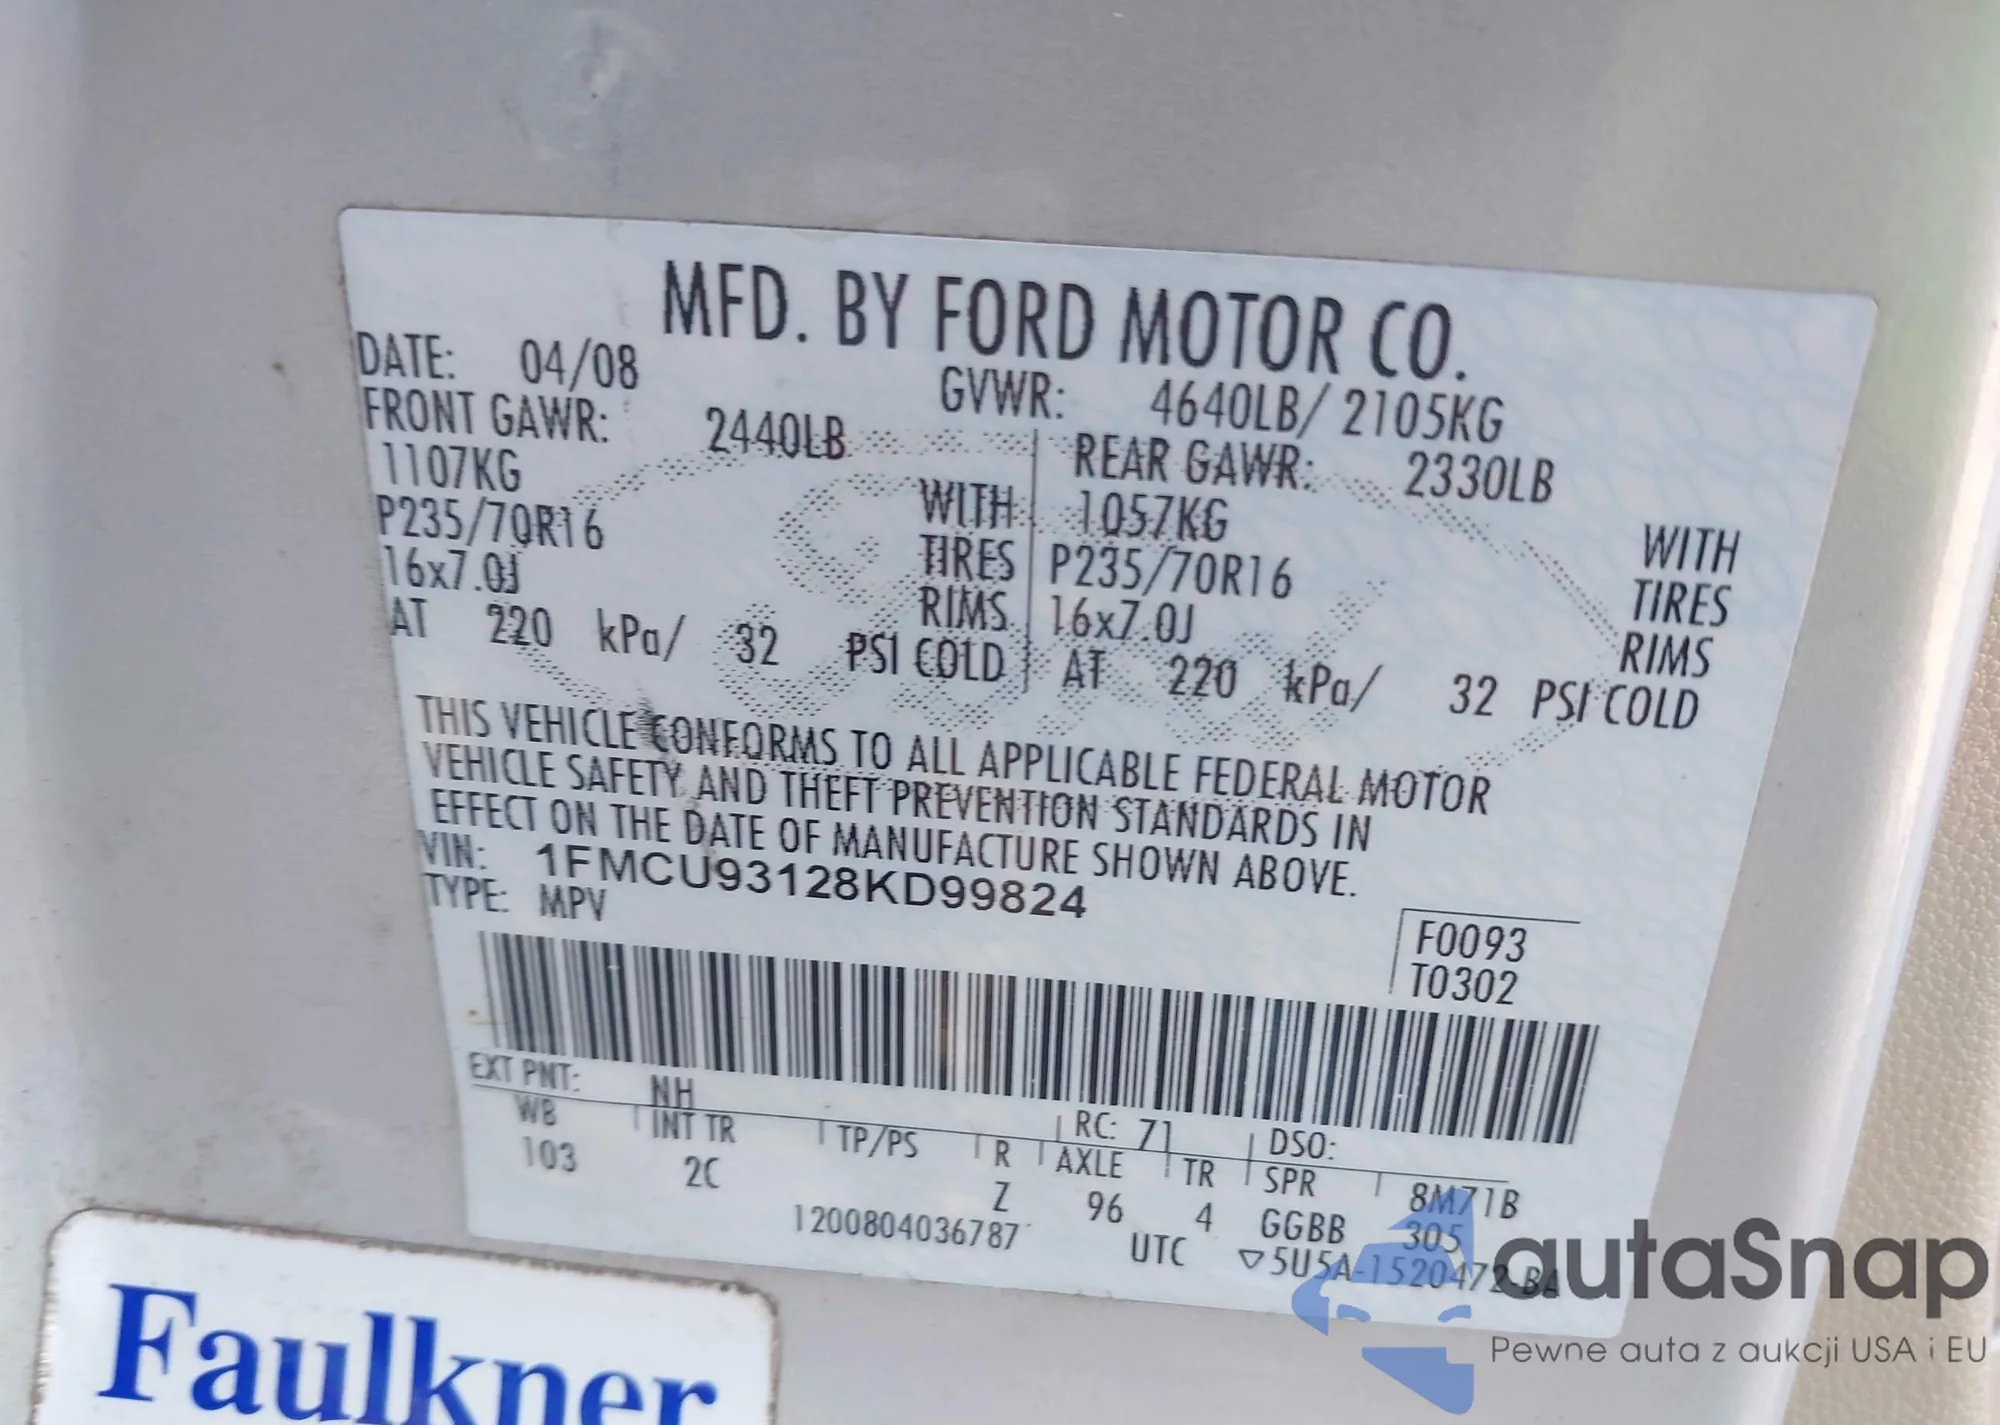 MFD. BY FORD MOTOR CO.
DATE: 04/08 GVWR: 4640LB/ 2105KG
FRONT GAWR: 2440LB REAR GAWR: 2330LB
1107KG WITH 1057KG WITH
P235/70R16 TIRES P235/70R16 TIRES
16x7.0J RIMS 16x7.0J RIMS
AT 220 kPa/ 32 PSI COLD AT 220 kPa/ 32 PSI COLD
THIS VEHICLE CONFORMS TO ALL APPLICABLE FEDERAL MOTOR
VEHICLE SAFETY AND THEFT PREVENTION STANDARDS IN
EFFECT ON THE DATE OF MANUFACTURE SHOWN ABOVE.
VIN: 1FMCU93128KD99824
TYPE: MPV
F0093
T0302
EXT PNT: NH RC: 71 DSO:
WB INT TR TP/PS R AXLE TR SPR 8M71B
103 2C Z 96 4 GGBB 305
1200804036787 UTC ▽5U5A-1520472-BA
Faulkner
autaSnap
Pewne auta z aukcji USA i EU